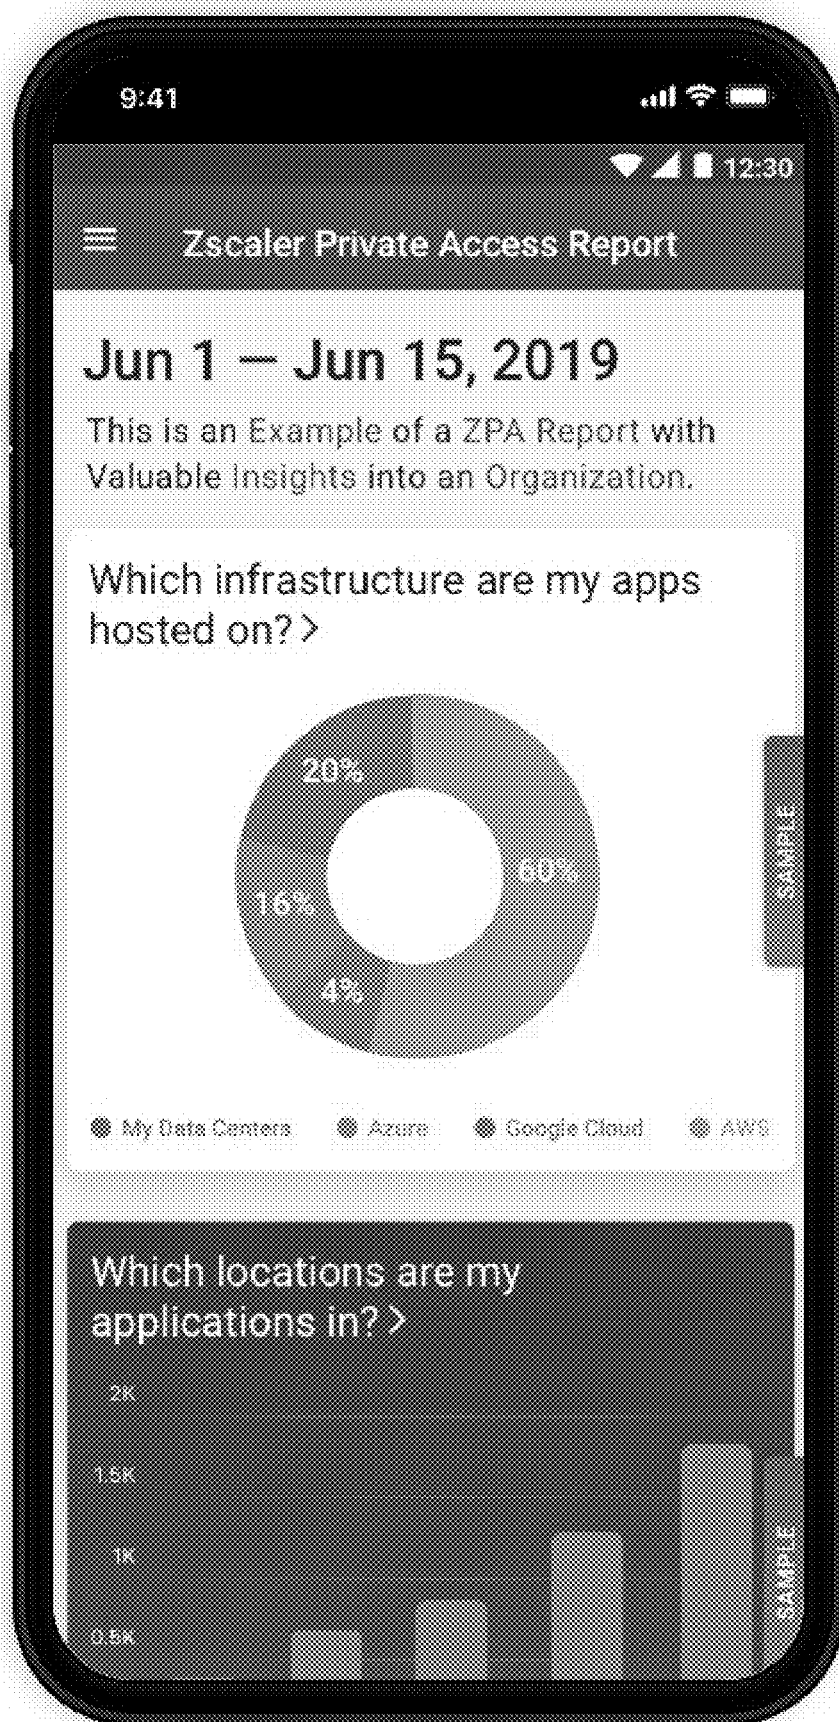 9:41
12:30
Zscaler Private Access Report
Jun 1 — Jun 15, 2019
This is an Example of a ZPA Report with
Valuable Insights into an Organization.
Which infrastructure are my apps
hosted on? >
20%
60%
16%
4%
SAMPLE
My Data Centers
Azure
Google Cloud
AWS
Which locations are my
applications in? >
2K
1.5K
1K
0.5K
SAMPLE